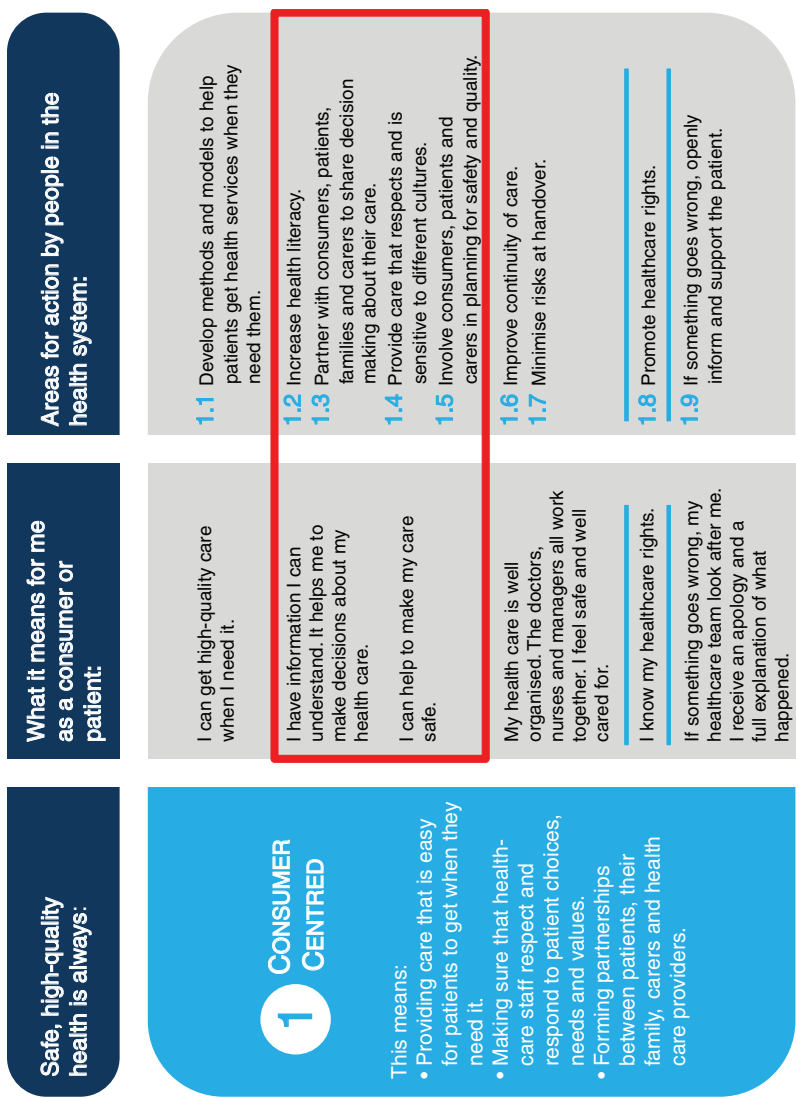 Safe, high-quality
health is always:
What it means for me
as a consumer or
patient:
Areas for action by people in the
health system:
1
CONSUMER
CENTRED
This means:
• Providing care that is easy
for patients to get when they
need it.
• Making sure that health-
care staff respect and
respond to patient choices,
needs and values.
• Forming partnerships
between patients, their
family, carers and health
care providers.
I can get high-quality care
when I need it.
I have information I can
understand. It helps me to
make decisions about my
health care.
I can help to make my care
safe.
My health care is well
organised. The doctors,
nurses and managers all work
together. I feel safe and well
cared for.
I know my healthcare rights.
If something goes wrong, my
healthcare team look after me.
I receive an apology and a
full explanation of what
happened.
1.1 Develop methods and models to help
patients get health services when they
need them.
1.2 Increase health literacy.
1.3 Partner with consumers, patients,
families and carers to share decision
making about their care.
1.4 Provide care that respects and is
sensitive to different cultures.
1.5 Involve consumers, patients and
carers in planning for safety and quality.
1.6 Improve continuity of care.
1.7 Minimise risks at handover.
1.8 Promote healthcare rights.
1.9 If something goes wrong, openly
inform and support the patient.